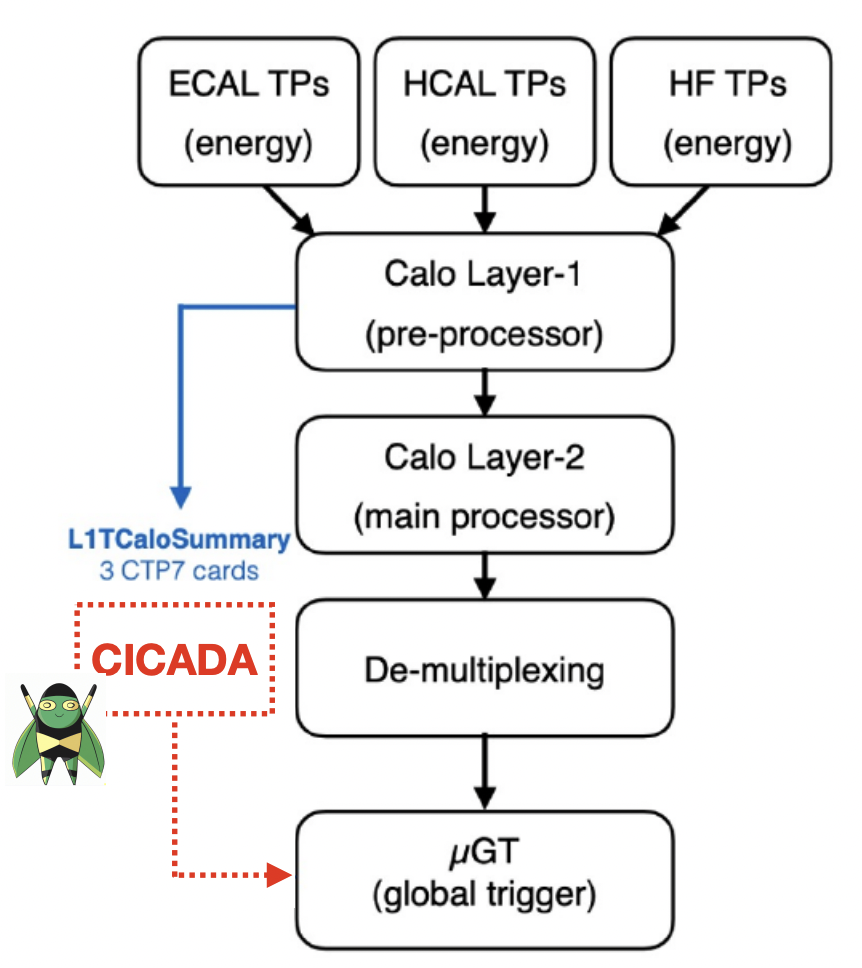 ECAL TPs
(energy)
HCAL TPs
(energy)
HF TPs
(energy)
Calo Layer-1
(pre-processor)
Calo Layer-2
(main processor)
L1TCaloSummary
3 CTP7 cards
CICADA
De-multiplexing
µGT
(global trigger)